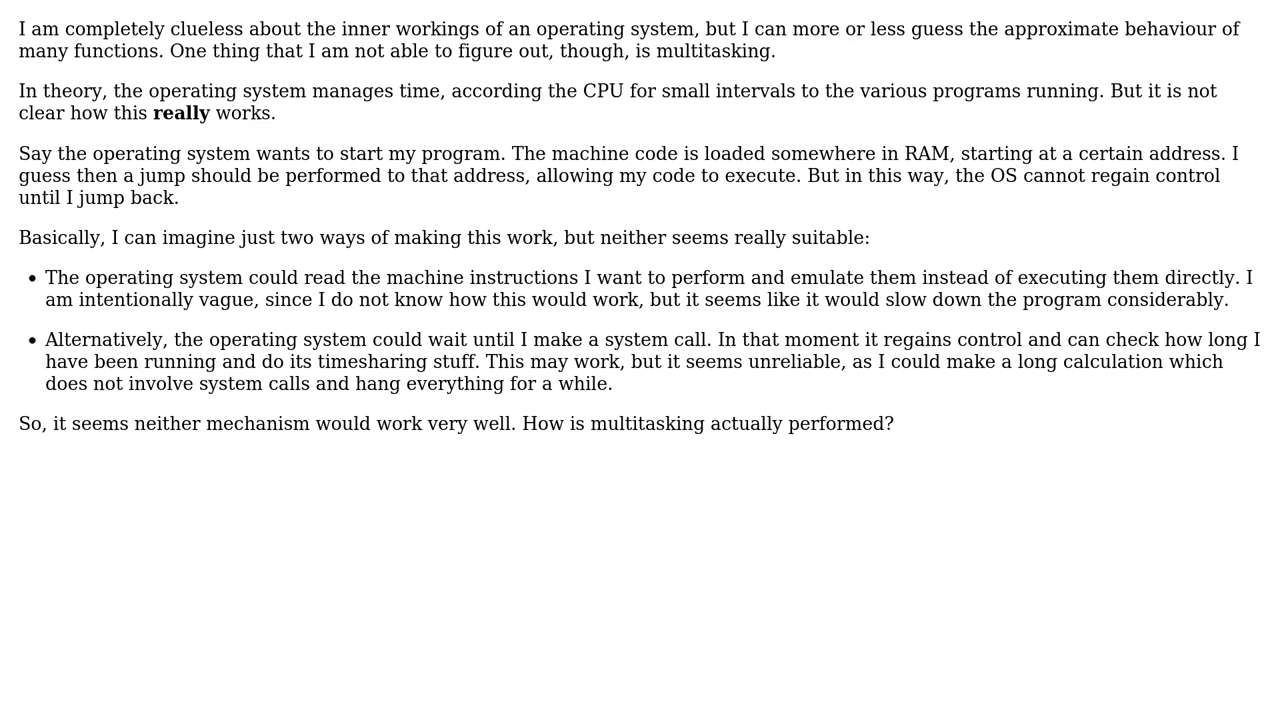 I am completely clueless about the inner workings of an operating system, but I can more or less guess the approximate behaviour of
many functions. One thing that I am not able to figure out, though, is multitasking.
In theory, the operating system manages time, according the CPU for small intervals to the various programs running. But it is not
clear how this really works.
Say the operating system wants to start my program. The machine code is loaded somewhere in RAM, starting at a certain address. I
guess then a jump should be performed to that address, allowing my code to execute. But in this way, the OS cannot regain control
until I jump back.
Basically, I can imagine just two ways of making this work, but neither seems really suitable:
• The operating system could read the machine instructions I want to perform and emulate them instead of executing them directly. I
am intentionally vague, since I do not know how this would work, but it seems like it would slow down the program considerably.
• Alternatively, the operating system could wait until I make a system call. In that moment it regains control and can check how long I
have been running and do its timesharing stuff. This may work, but it seems unreliable, as I could make a long calculation which
does not involve system calls and hang everything for a while.
So, it seems neither mechanism would work very well. How is multitasking actually performed?